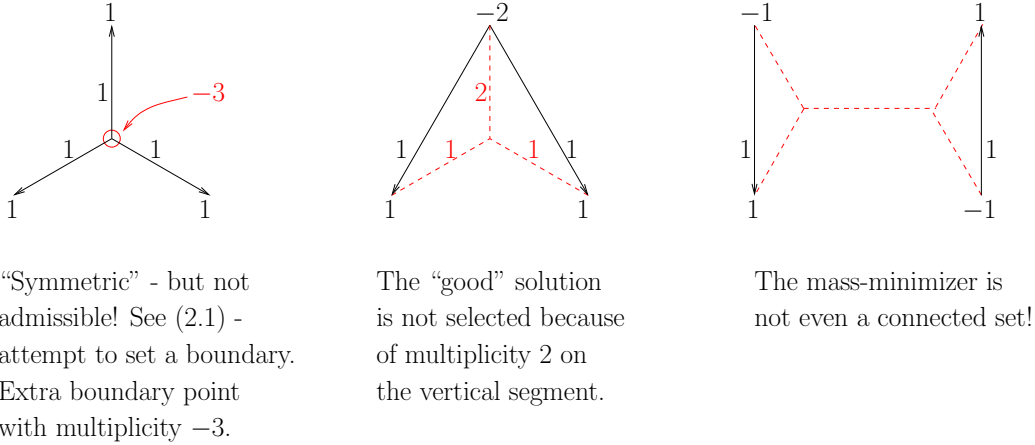 1
−2
−1
1
1
−3
2
1
1
1
1
1
1
1
1
1
1
1
1
1
−1
“Symmetric” - but not
admissible! See (2.1) -
attempt to set a boundary.
Extra boundary point
with multiplicity −3.
The “good” solution
is not selected because
of multiplicity 2 on
the vertical segment.
The mass-minimizer is
not even a connected set!